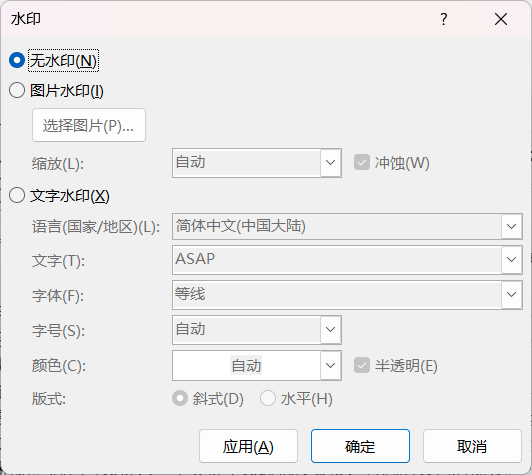 水印
?
无水印(N)
图片水印(I)
选择图片(P)...
缩放(L): 自动 冲蚀(W)
文字水印(X)
语言(国家/地区)(L): 简体中文(中国大陆)
文字(T): ASAP
字体(F): 等线
字号(S): 自动
颜色(C): 自动 半透明(E)
版式: 斜式(D) 水平(H)
应用(A) 确定 取消